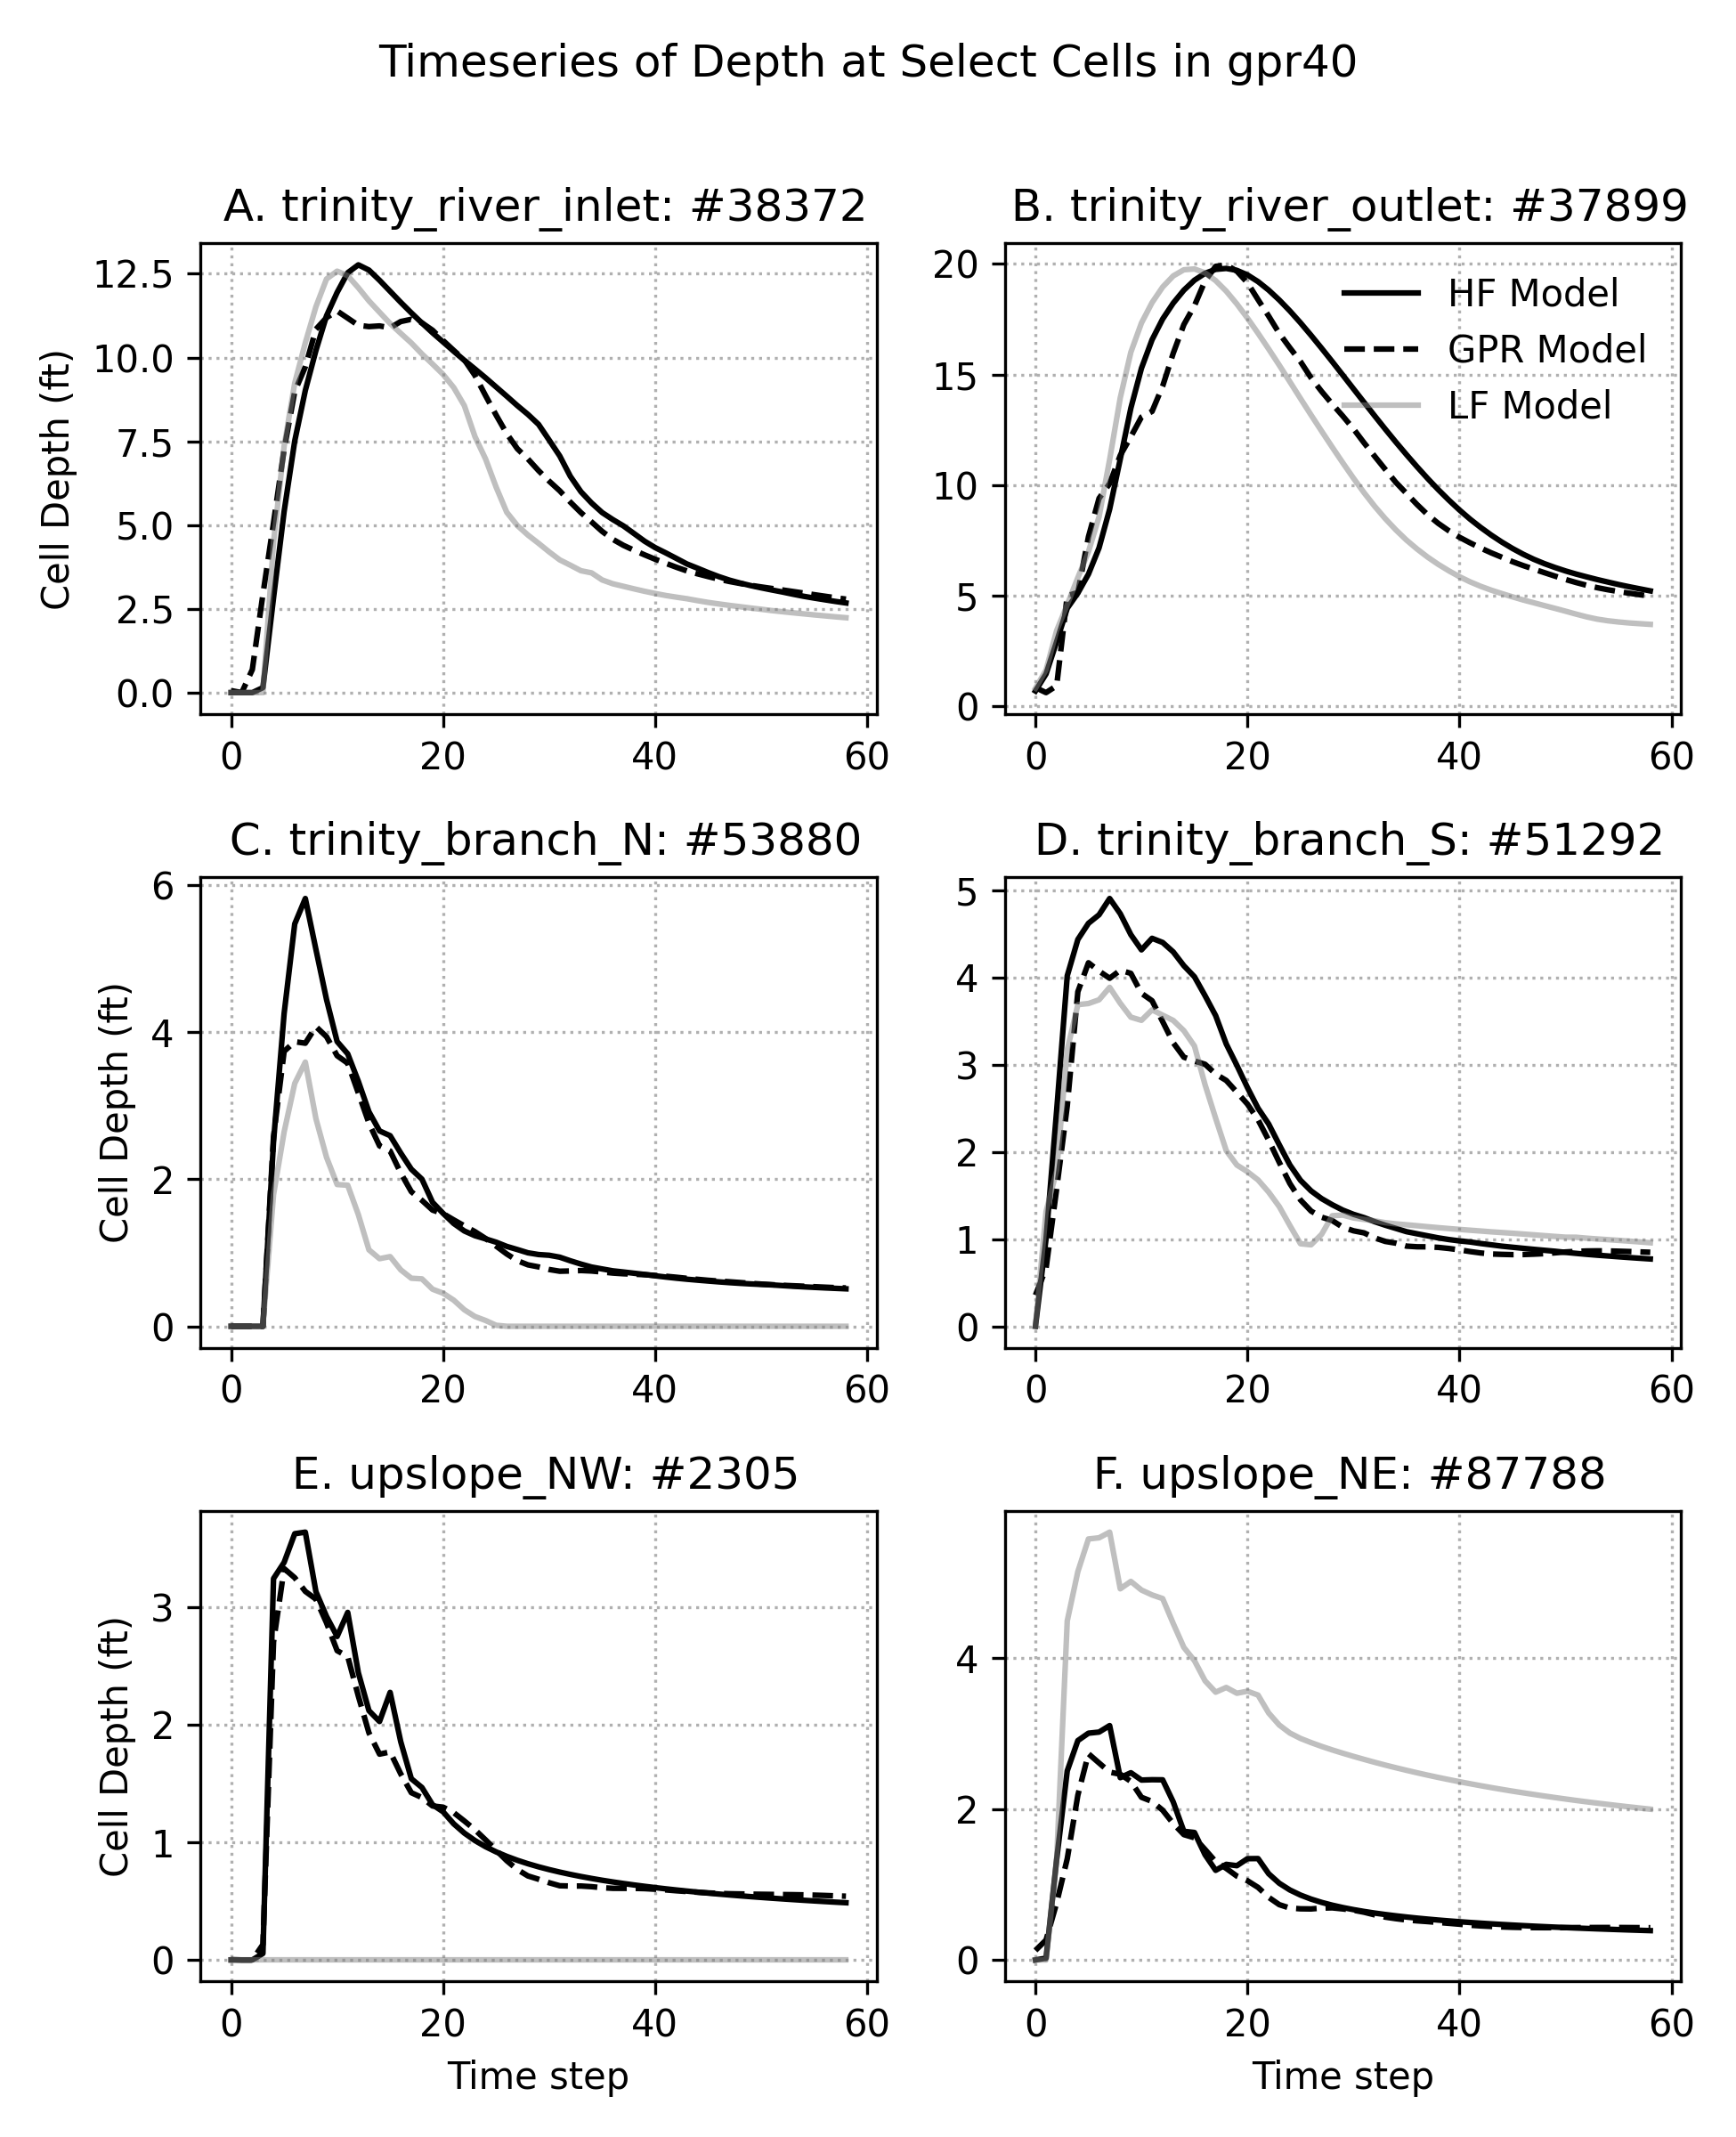 Timeseries of Depth at Select Cells in gpr40
A. trinity_river_inlet: #38372
Cell Depth (ft)
12.5
10.0
7.5
5.0
2.5
0.0
0 20 40 60
B. trinity_river_outlet: #37899
20
15
10
5
0
HF Model
GPR Model
LF Model
0 20 40 60
C. trinity_branch_N: #53880
Cell Depth (ft)
6
4
2
0
0 20 40 60
D. trinity_branch_S: #51292
5
4
3
2
1
0
0 20 40 60
E. upslope_NW: #2305
Cell Depth (ft)
3
2
1
0
0 20 40 60
Time step
F. upslope_NE: #87788
4
2
0
0 20 40 60
Time step